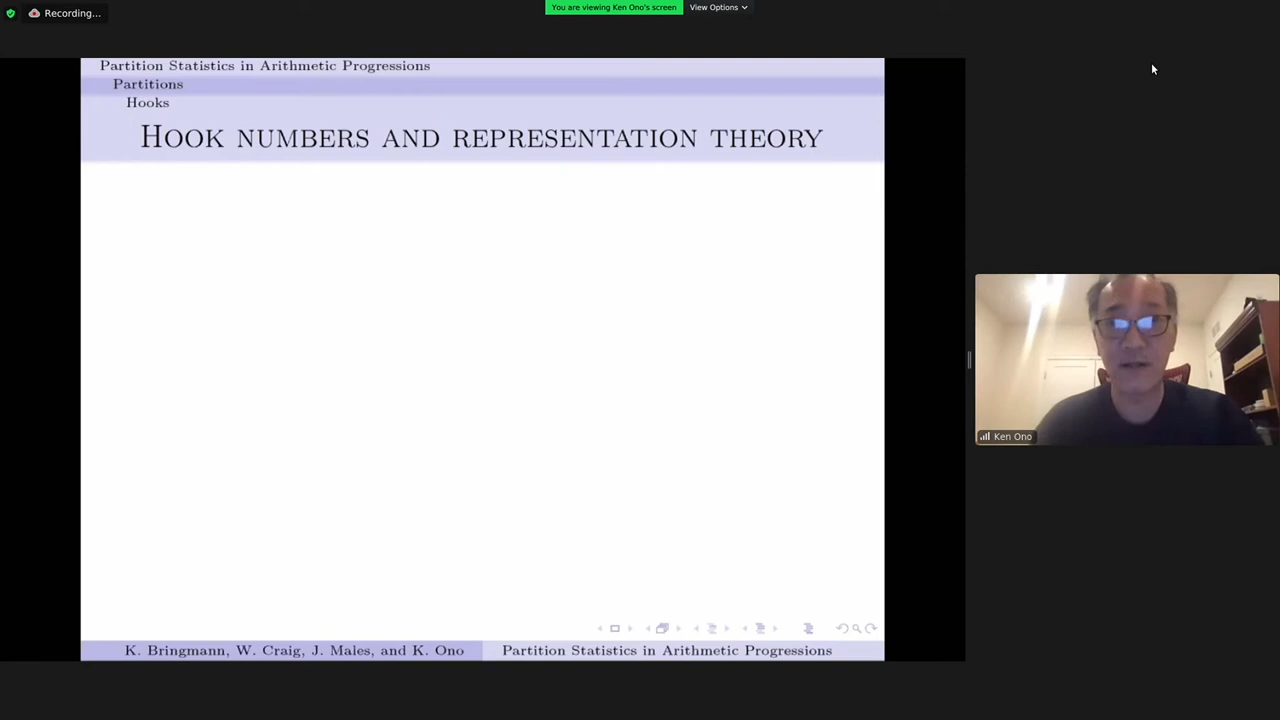 Recording...
You are viewing Ken Ono's screen
View Options
Partition Statistics in Arithmetic Progressions
Partitions
Hooks
Hook numbers and representation theory
Ken Ono
K. Bringmann, W. Craig, J. Males, and K. Ono
Partition Statistics in Arithmetic Progressions